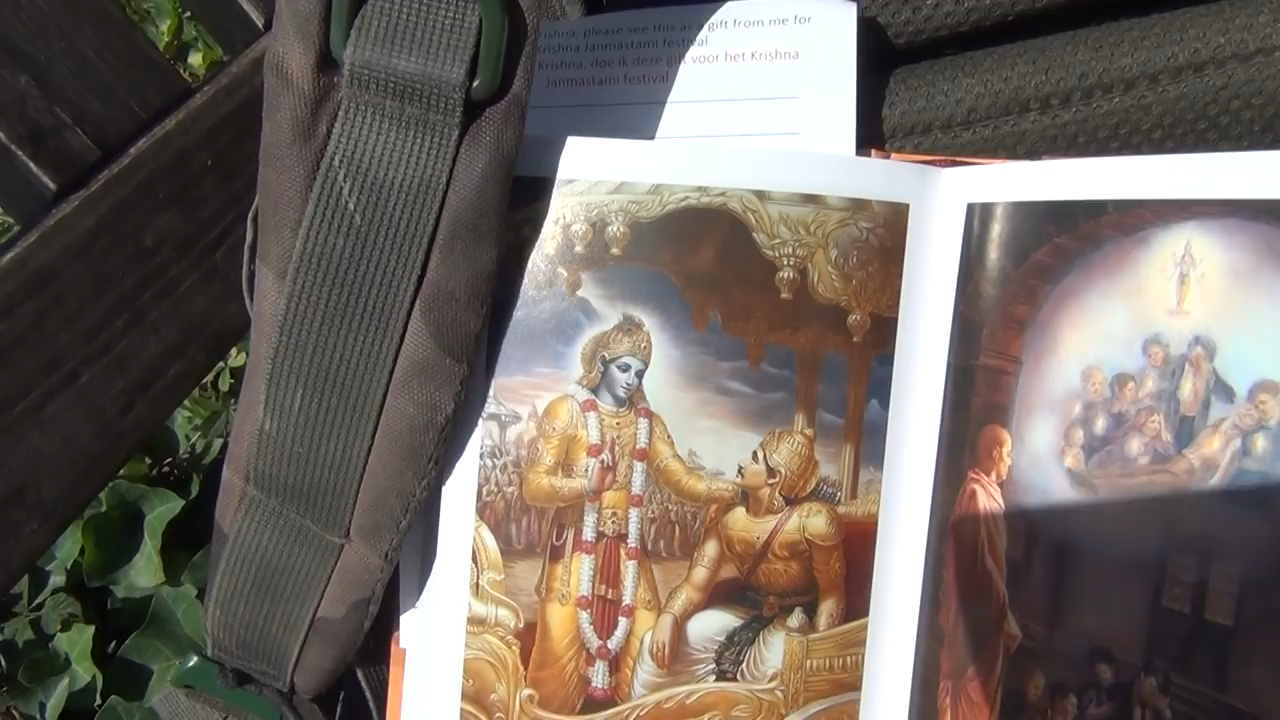 rishna, please see this as a gift from me for
Krishna Janmastami festival
Krishna, doe ik deze gift voor het Krishna
Janmastami festival